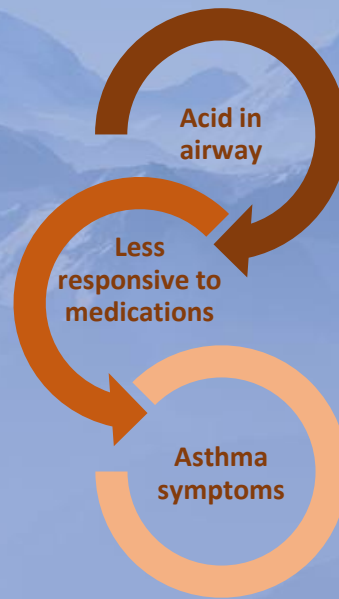 Acid in
airway
Less
responsive to
medications
Asthma
symptoms